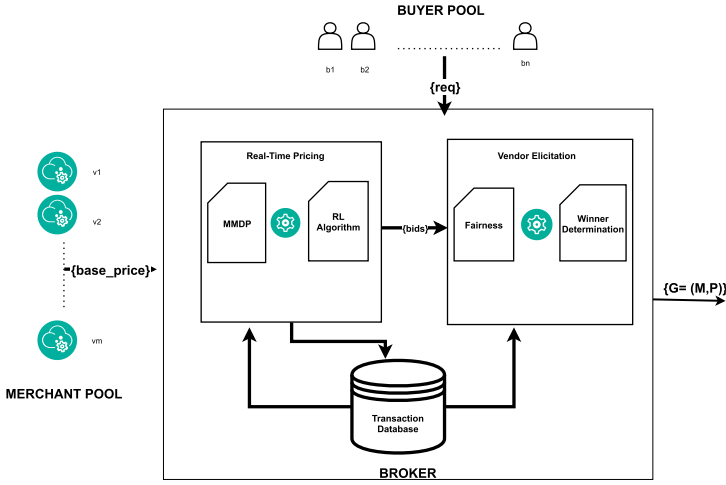 BUYER POOL
b1
b2
bn
{req}
Real-Time Pricing
Vendor Elicitation
v1
v2
vm
MMDP
RL
Algorithm
{bids}
Fairness
Winner
Determination
{base_price}
{G= (M,P)}
MERCHANT POOL
Transaction
Database
BROKER